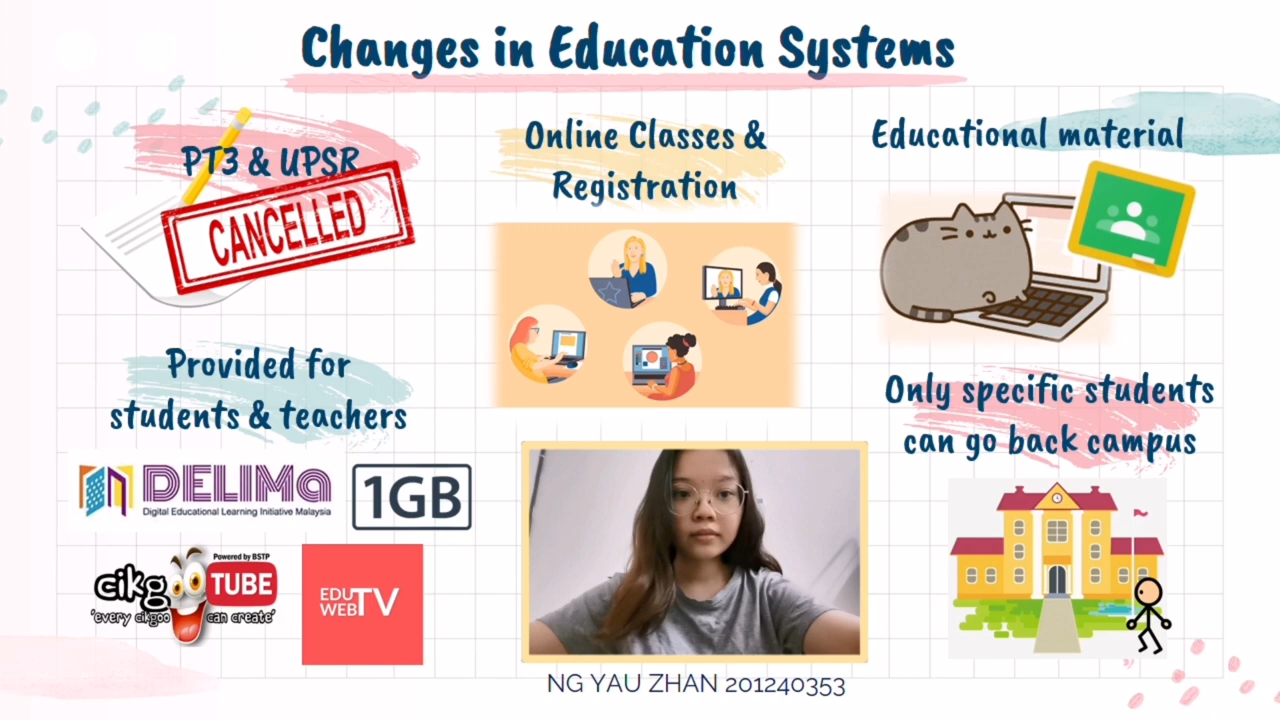 Changes in Education Systems
PT3 & UPSR
CANCELLED
Online Classes &
Registration
Educational material
Provided for
students & teachers
DELIMa
Digital Educational Learning Initiative Malaysia
1GB
Powered by BSTP
cikgoo
TUBE
'every cikgoo can create'
EDU
WEB
TV
Only specific students
can go back campus
NG YAU ZHAN 201240353